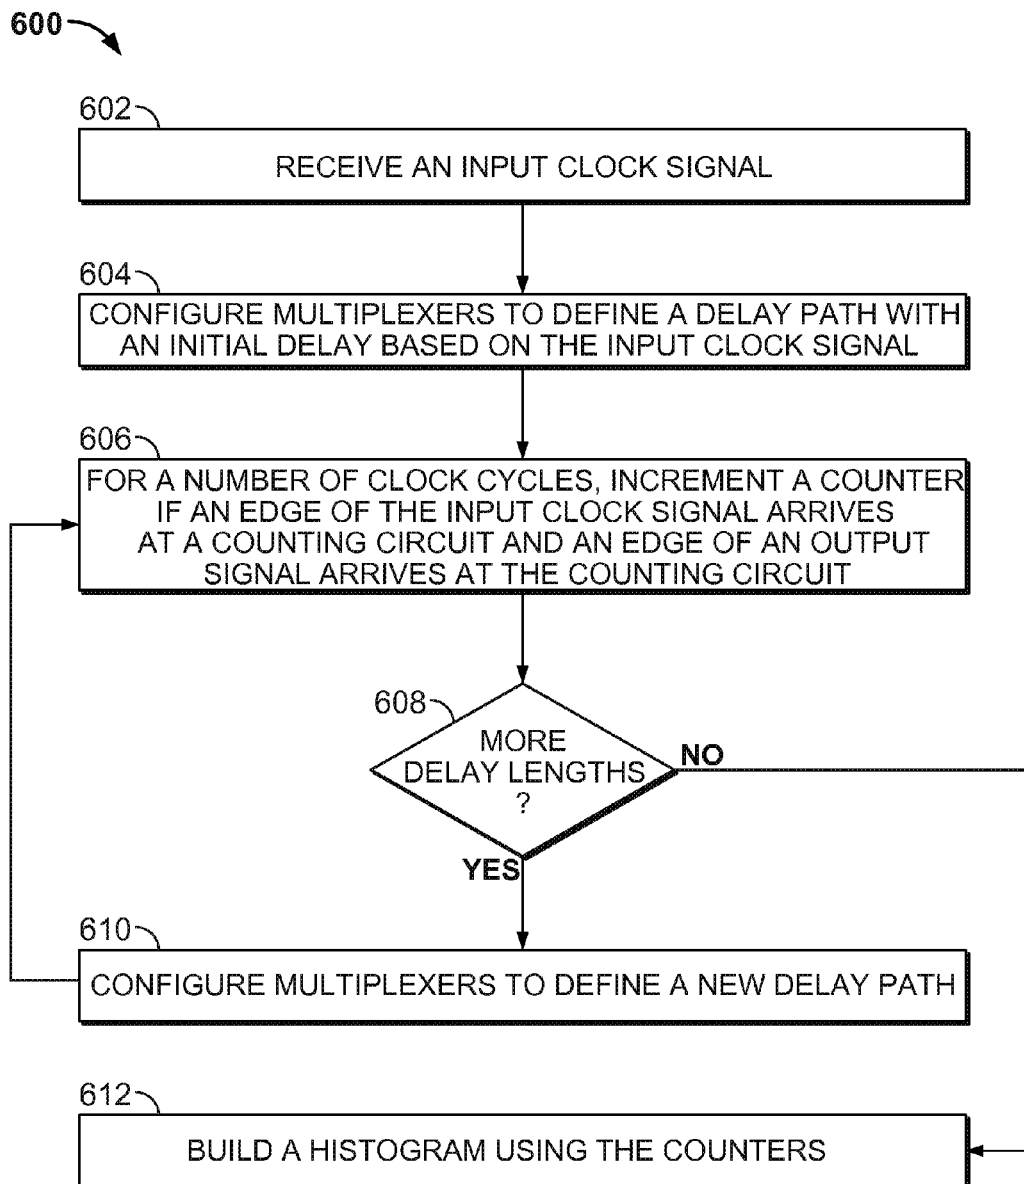 600
602
RECEIVE AN INPUT CLOCK SIGNAL
604
CONFIGURE MULTIPLEXERS TO DEFINE A DELAY PATH WITH
AN INITIAL DELAY BASED ON THE INPUT CLOCK SIGNAL
606
FOR A NUMBER OF CLOCK CYCLES, INCREMENT A COUNTER
IF AN EDGE OF THE INPUT CLOCK SIGNAL ARRIVES
AT A COUNTING CIRCUIT AND AN EDGE OF AN OUTPUT
SIGNAL ARRIVES AT THE COUNTING CIRCUIT
608
MORE
DELAY LENGTHS
?
NO
YES
610
CONFIGURE MULTIPLEXERS TO DEFINE A NEW DELAY PATH
612
BUILD A HISTOGRAM USING THE COUNTERS